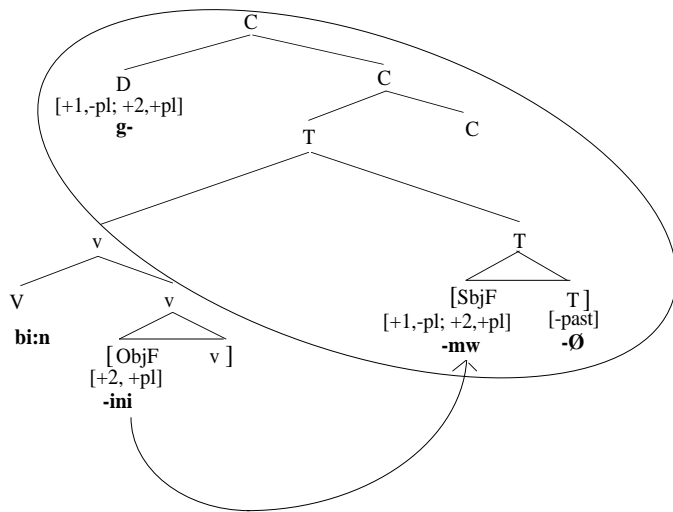 C
D C
[+1,-pl; +2,+pl]
g-
T C
v T
V v [SbjF T ]
[+1,-pl; +2,+pl] [-past]
bi:n -mw -Ø
[ObjF v ]
[+2, +pl]
-ini